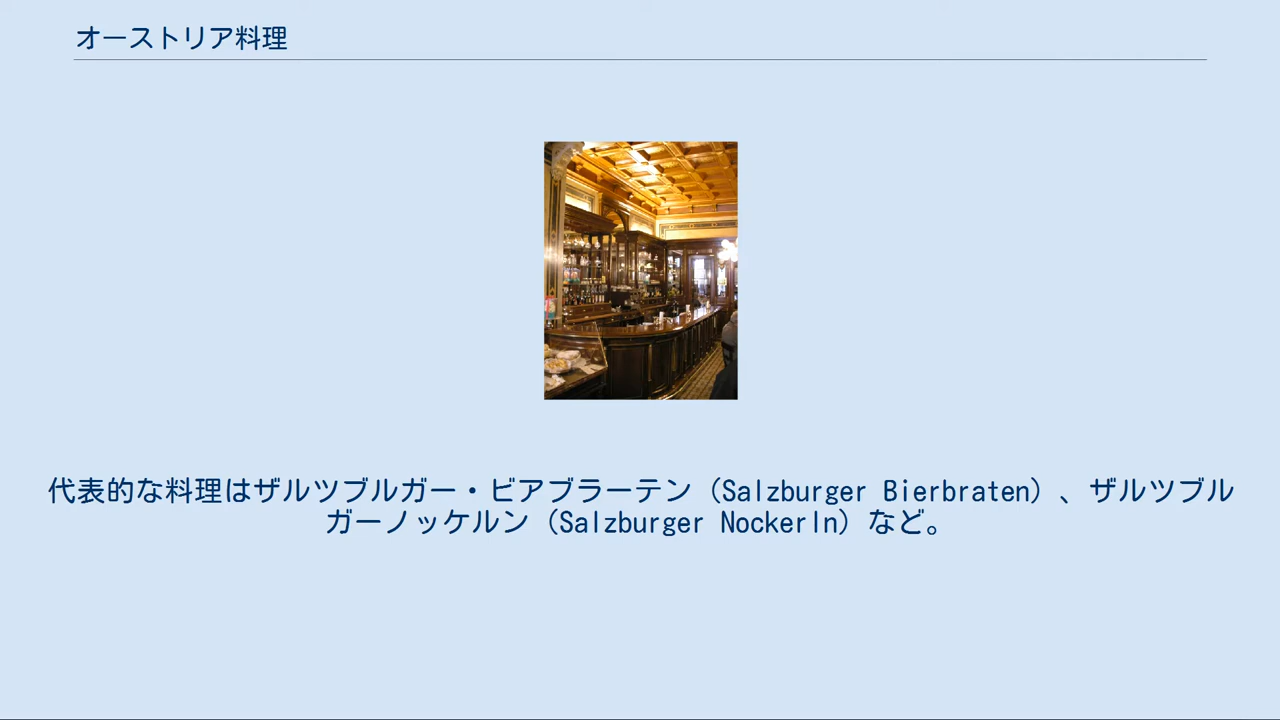 オーストリア料理
代表的な料理はザルツブルガー・ビアブラーテン（Salzburger Bierbraten）、ザルツブル
ガーノッケルン（Salzburger Nockerln）など。